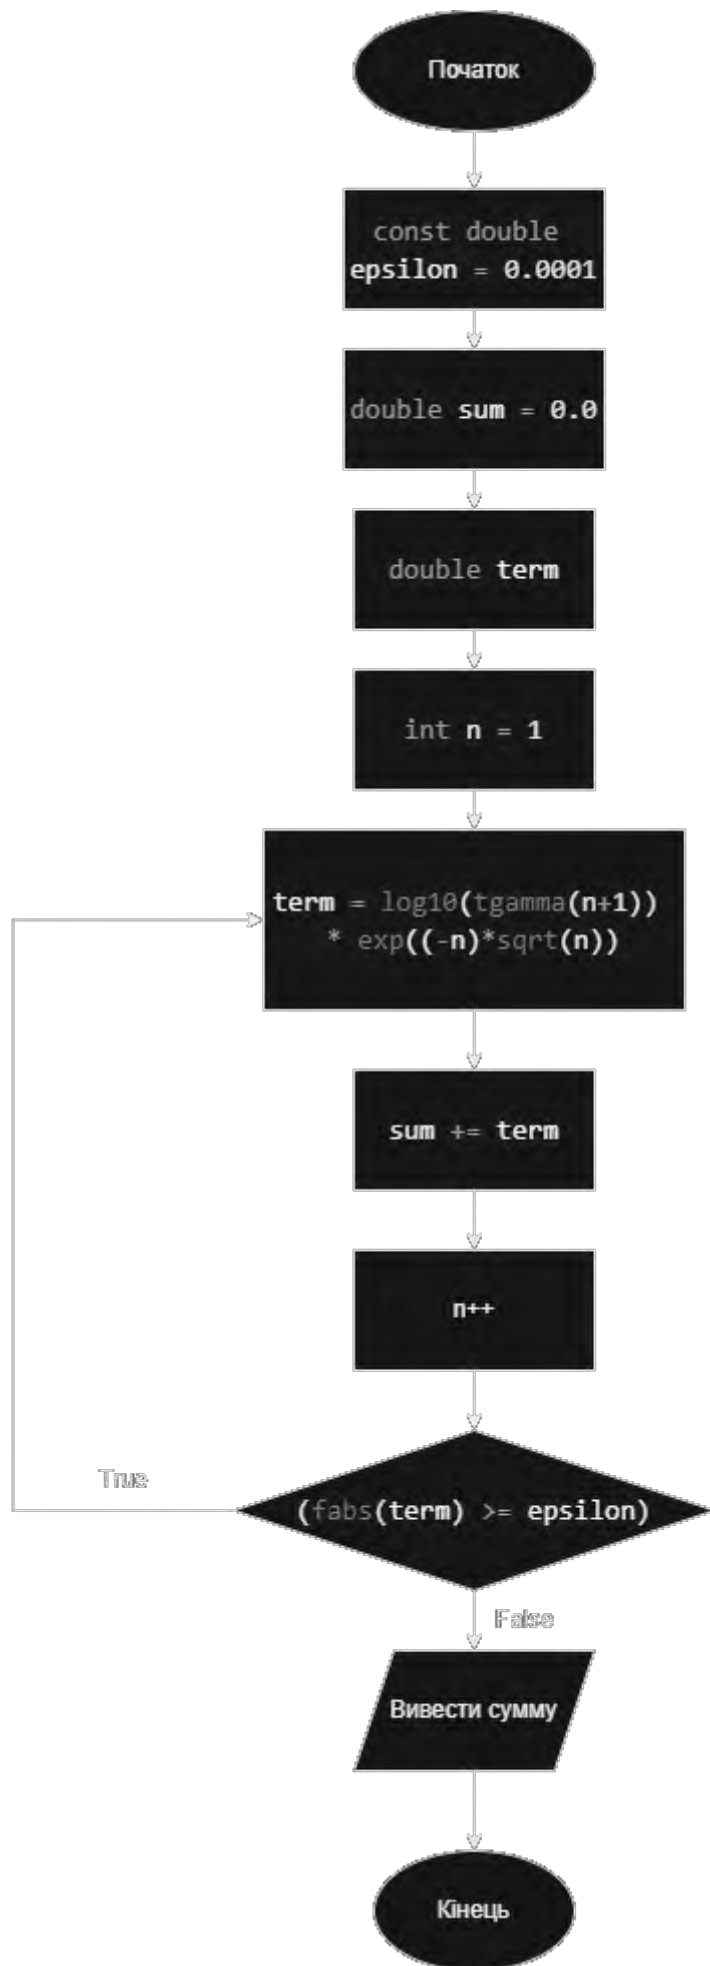 Початок
const double
epsilon = 0.0001
double sum = 0.0
double term
int n = 1
term = log10(tgamma(n+1))
* exp((-n)*sqrt(n))
sum += term
n++
True
(fabs(term) >= epsilon)
False
Вивести сумму
Кінець